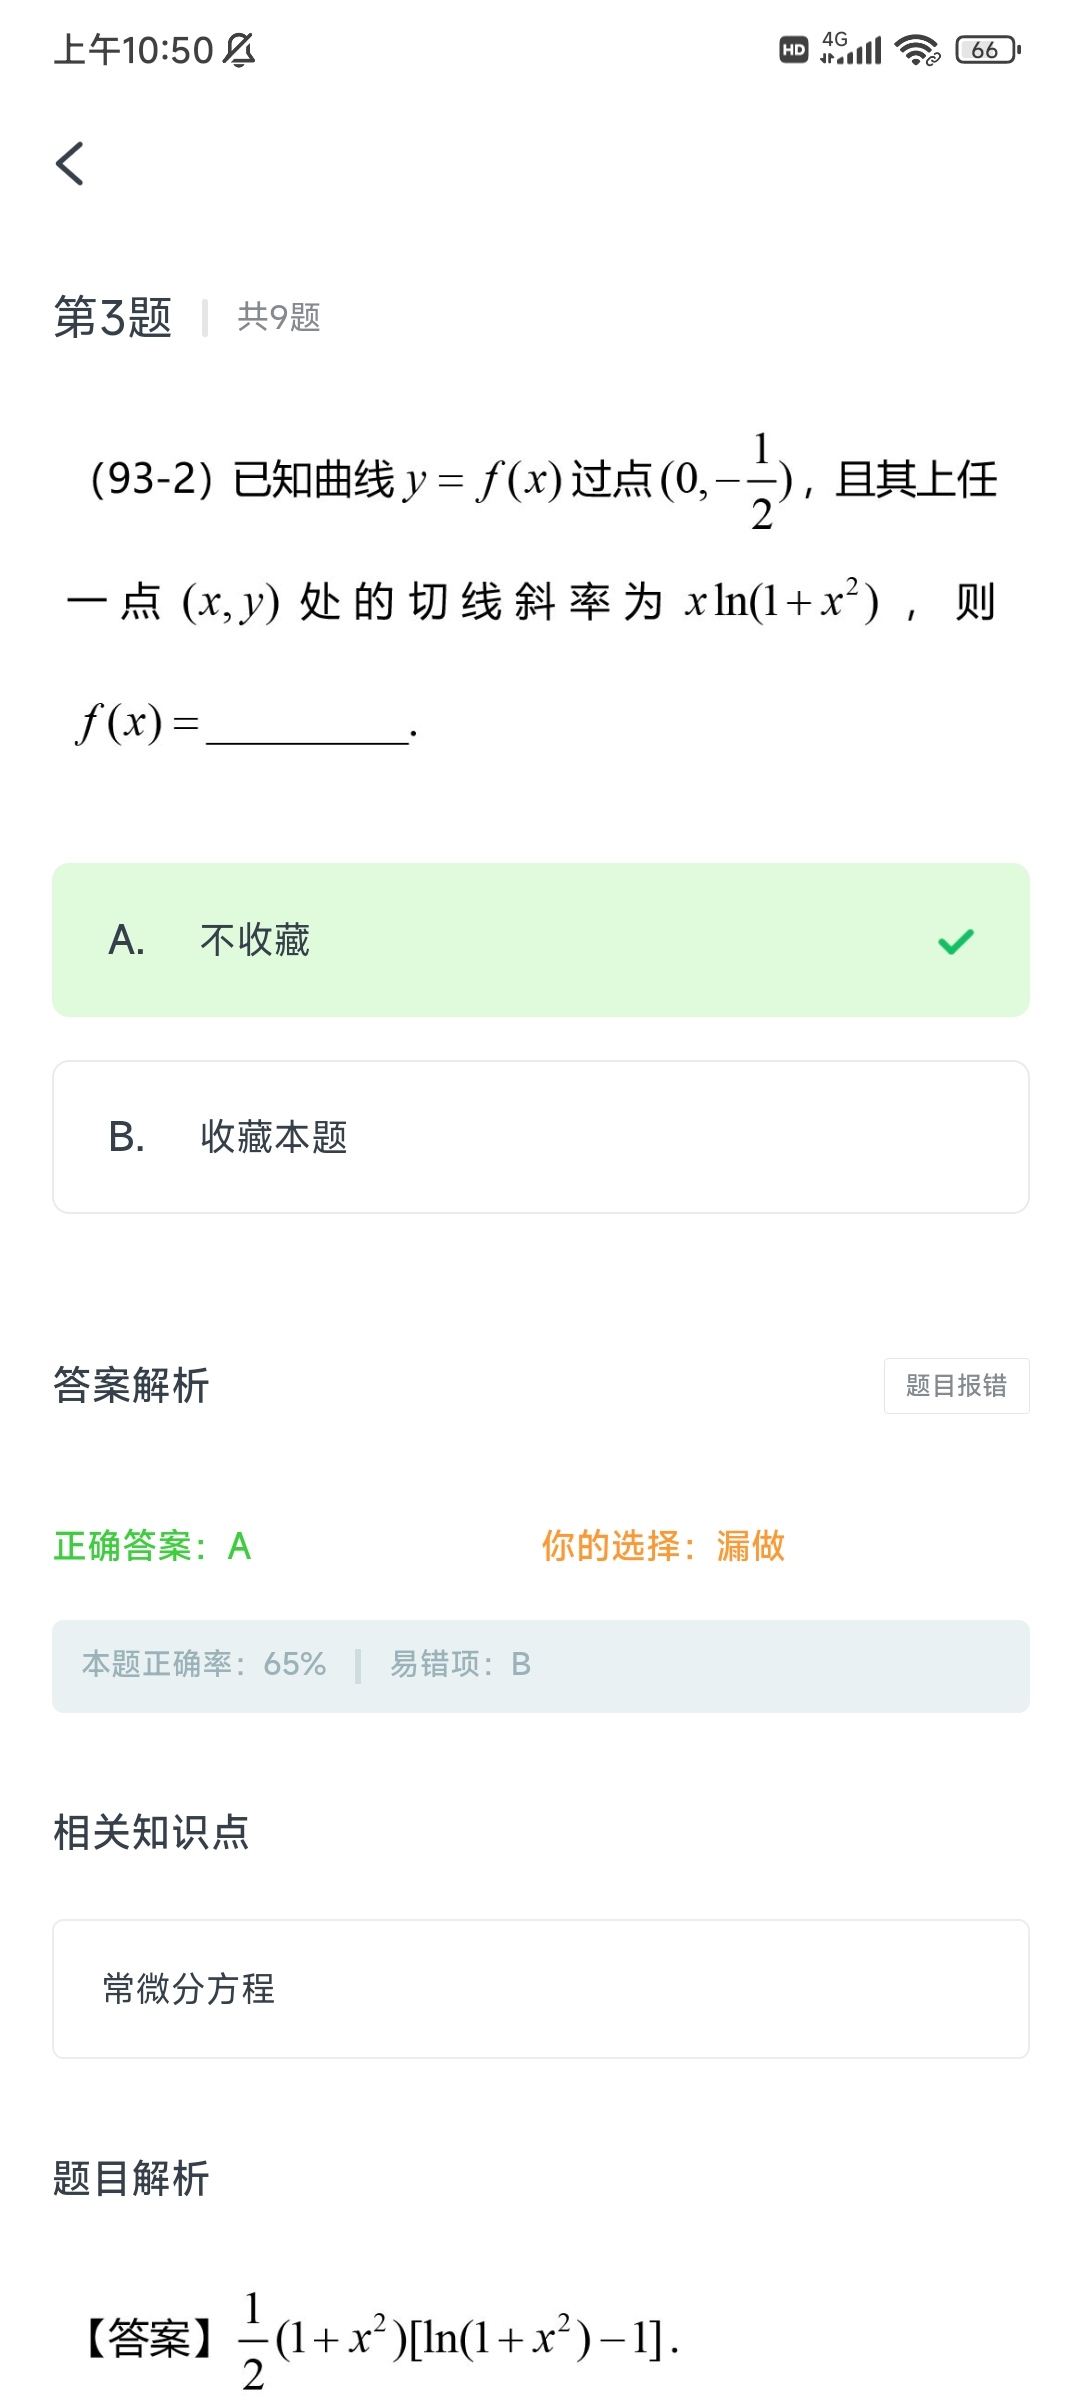 上午10:50
HD 4G 66
第3题 共9题
(93-2) 已知曲线 y = f(x) 过点 (0, -1/2) , 且其上任
一点 (x, y) 处的切线斜率为 x ln(1+x²) , 则
f(x) = ________.
A. 不收藏
B. 收藏本题
答案解析 题目报错
正确答案：A 你的选择：漏做
本题正确率：65% 易错项：B
相关知识点
常微分方程
题目解析
【答案】 1/2 (1+x²)[ln(1+x²)-1].